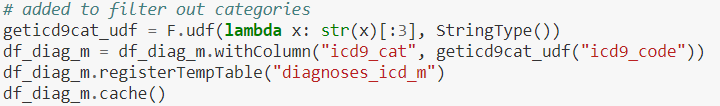 # added to filter out categories
geticd9cat_udf = F.udf(lambda x: str(x)[:3], StringType())
df_diag_m = df_diag_m.withColumn("icd9_cat", geticd9cat_udf("icd9_code"))
df_diag_m.registerTempTable("diagnoses_icd_m")
df_diag_m.cache()